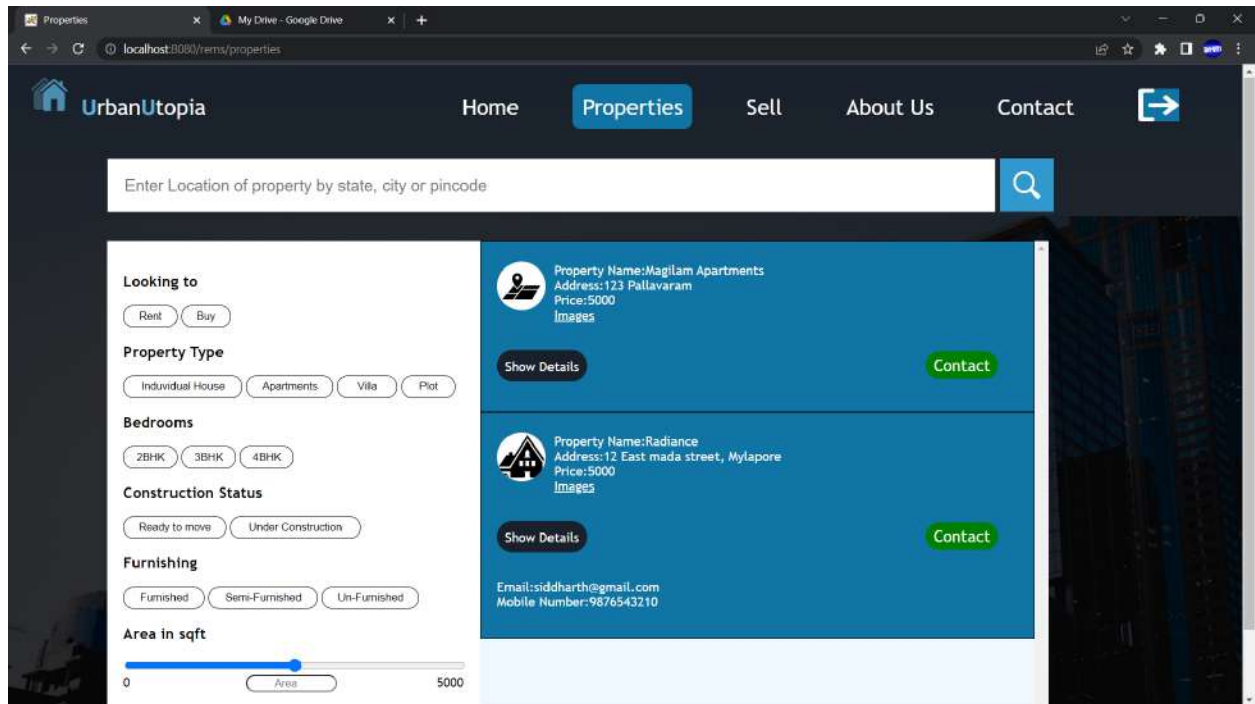 Properties
My Drive - Google Drive
localhost:8080/rems/properties
UrbanUtopia
Home
Properties
Sell
About Us
Contact
Enter Location of property by state, city or pincode
Looking to
Rent
Buy
Property Type
Induvidual House
Apartments
Villa
Plot
Bedrooms
2BHK
3BHK
4BHK
Construction Status
Ready to move
Under Construction
Furnishing
Furnished
Semi-Furnished
Un-Furnished
Area in sqft
0
Area
5000
Property Name:Magilam Apartments
Address:123 Pallavaram
Price:5000
Images
Show Details
Contact
Property Name:Radiance
Address:12 East mada street, Mylapore
Price:5000
Images
Show Details
Contact
Email:siddharth@gmail.com
Mobile Number:9876543210